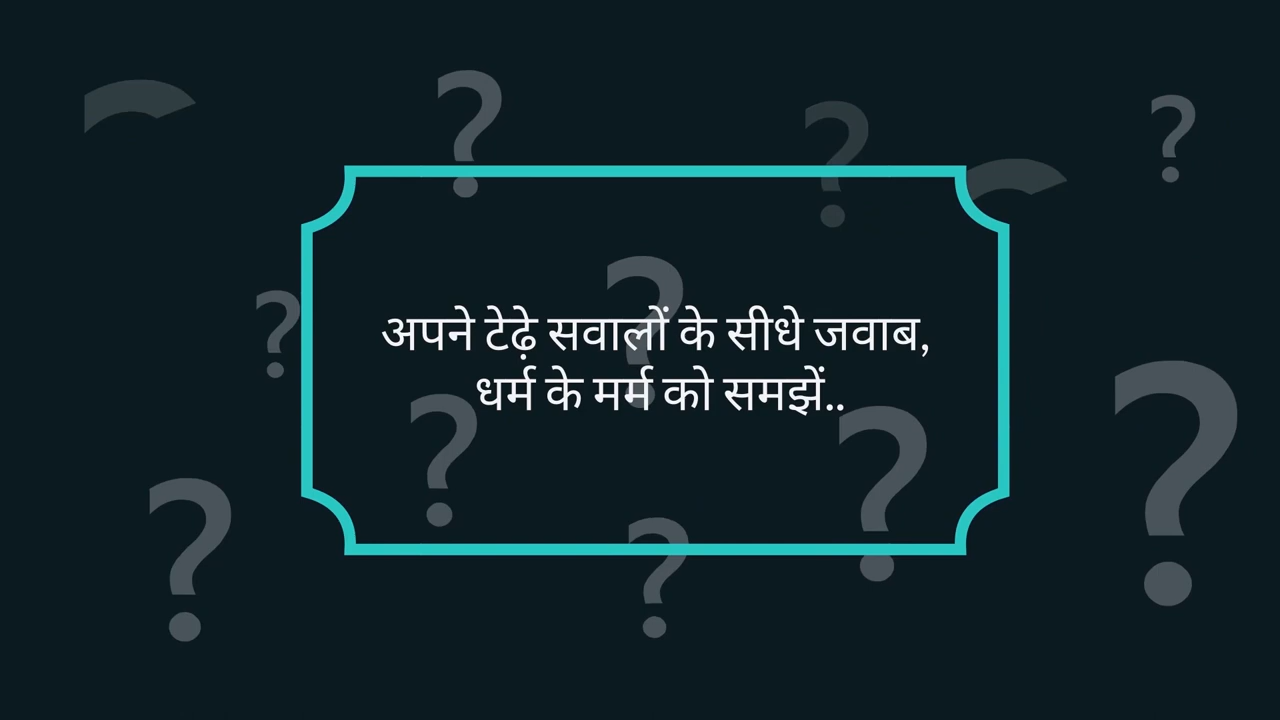 अपने टेढ़े सवालों के सीधे जवाब,
धर्म के मर्म को समझें..